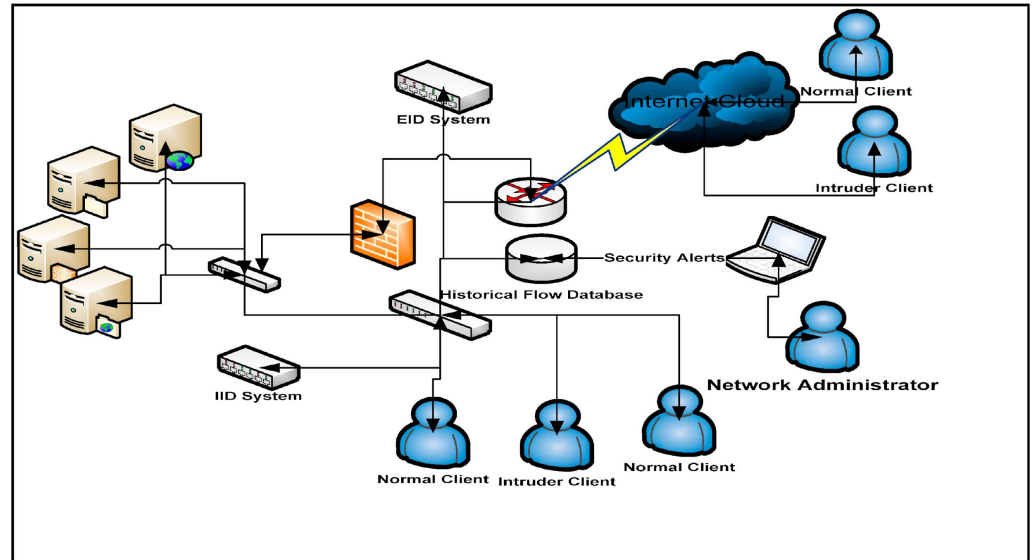 Internet Cloud
Normal Client
EID System
Intruder Client
Security Alerts
Historical Flow Database
Network Administrator
IID System
Normal Client
Intruder Client
Normal Client